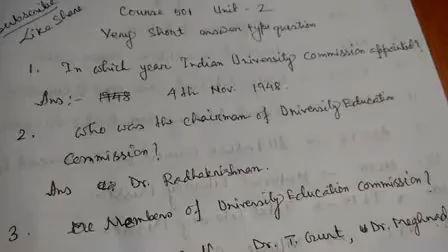 Subscribe
Like Share
Course 501 Unit - 2
Very Short answer type question
1. In which year Indian University Commission appointed?
Ans :- 4th Nov. 1948.
2. Who was the chairman of University Education
Commission?
Ans Dr. Radhakrishnan.
3. Members of University Education Commission?
Dr. T. Dr. Meghnad